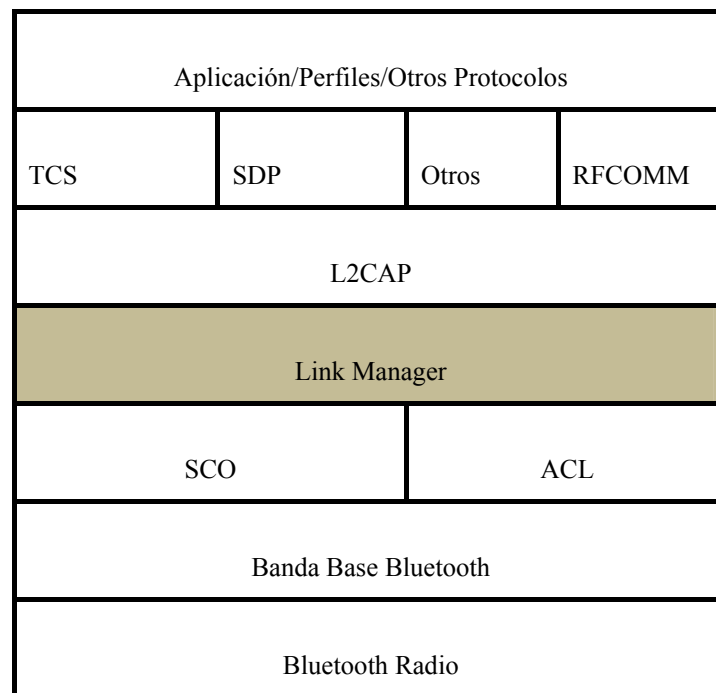 Aplicación/Perfiles/Otros Protocolos
TCS SDP Otros RFCOMM
L2CAP
Link Manager
SCO ACL
Banda Base Bluetooth
Bluetooth Radio